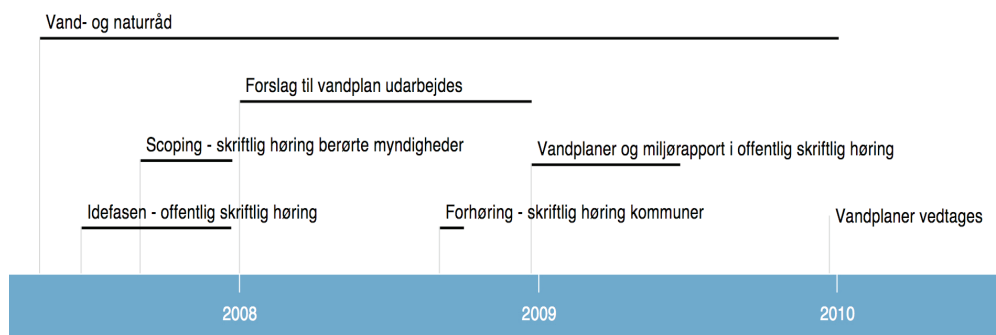 Vand- og naturråd
Forslag til vandplan udarbejdes
Scoping - skriftlig høring berørte myndigheder
Vandplaner og miljørapport i offentlig skriftlig høring
Idefasen - offentlig skriftlig høring
Forhøring - skriftlig høring kommuner
Vandplaner vedtages
2008
2009
2010